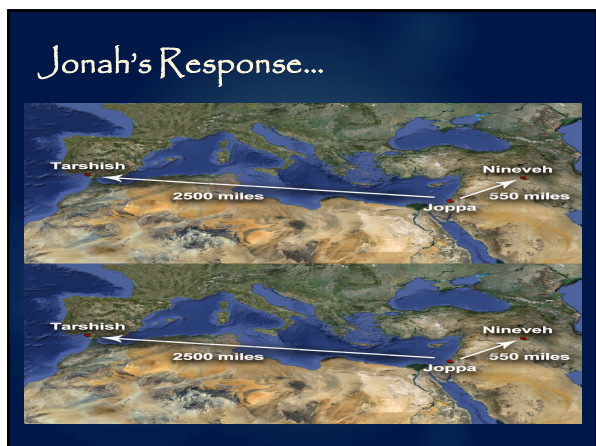 Jonah's Response...
Tarshish
Nineveh
2500 miles
550 miles
Joppa
Tarshish
Nineveh
2500 miles
550 miles
Joppa